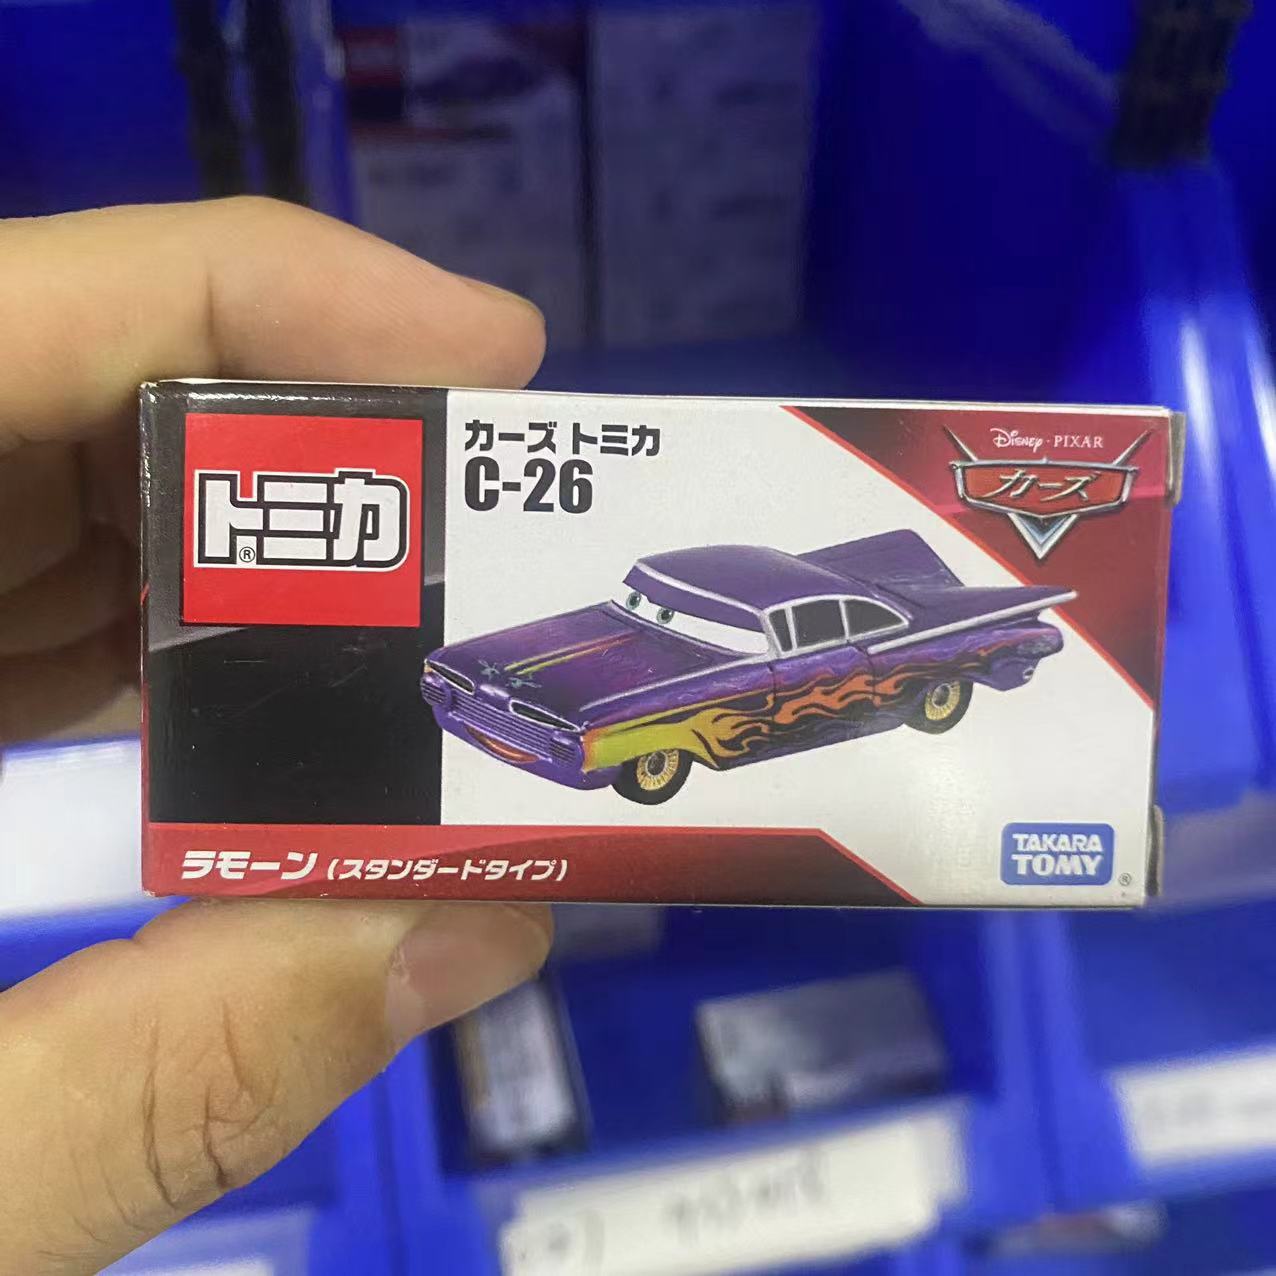 トミカ
®
カーズ トミカ
C-26
Disney · PIXAR
カーズ
ラモーン (スタンダードタイプ)
TAKARA
TOMY
®